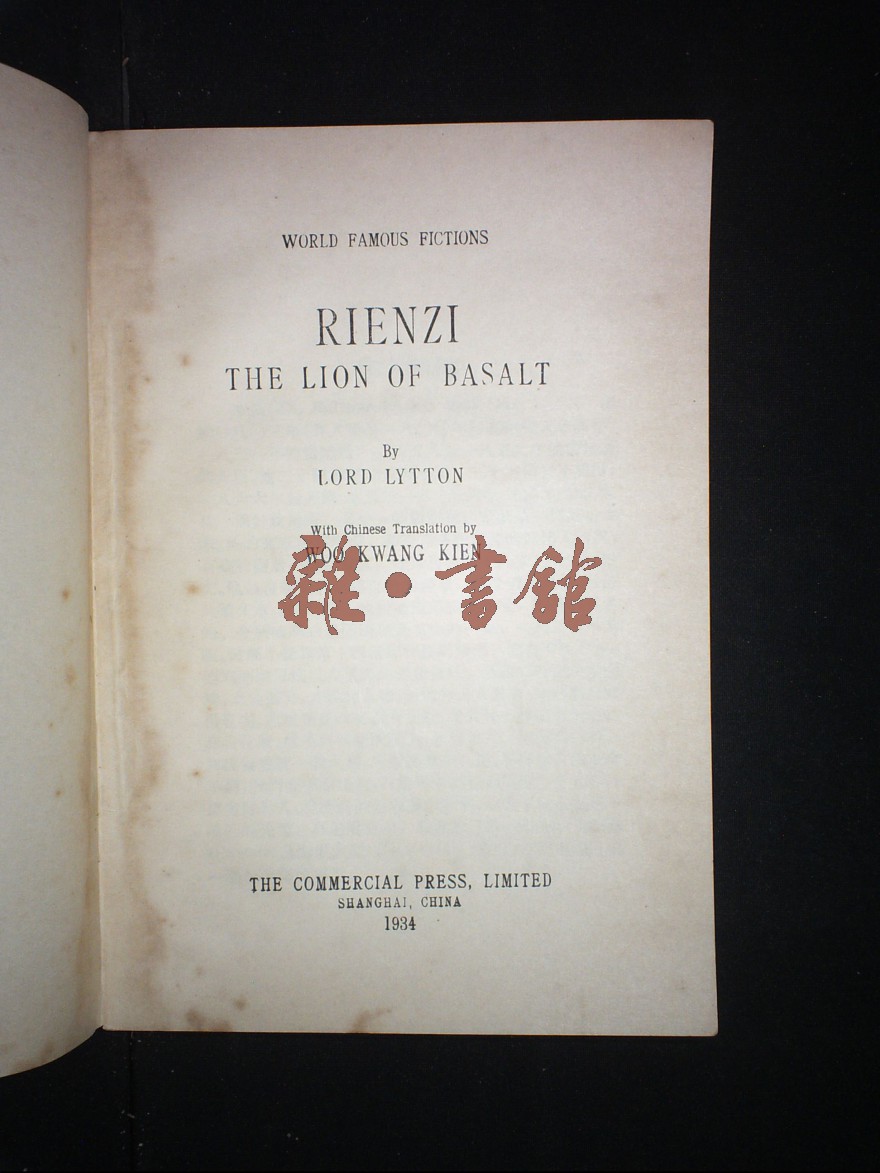 WORLD FAMOUS FICTIONS
RIENZI
THE LION OF BASALT
By
LORD LYTTON
With Chinese Translation by
WOO KWANG KIEN
雜·書館
THE COMMERCIAL PRESS, LIMITED
SHANGHAI, CHINA
1934